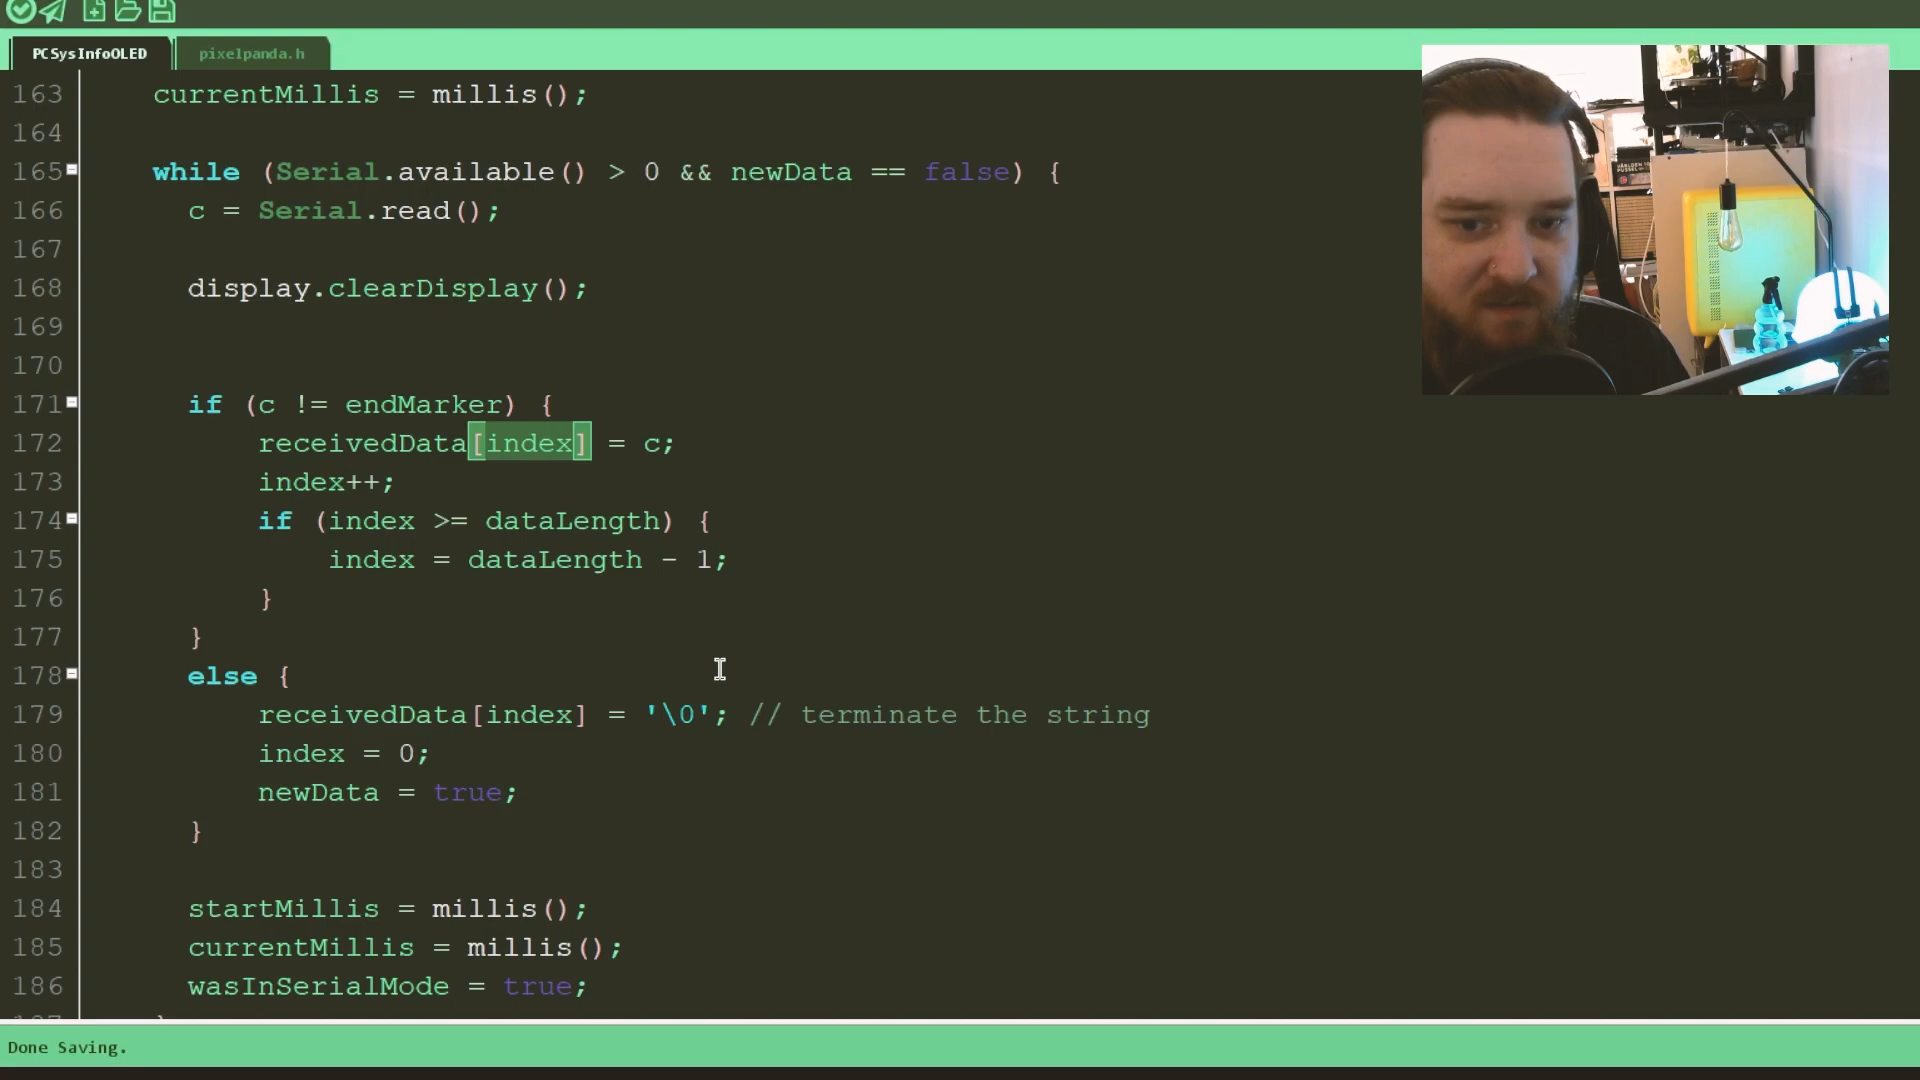 PCSysInfoOLED pixelpanda.h
163 currentMillis = millis();
164
165 while (Serial.available() > 0 && newData == false) {
166 c = Serial.read();
167
168 display.clearDisplay();
169
170
171 if (c != endMarker) {
172 receivedData[index] = c;
173 index++;
174 if (index >= dataLength) {
175 index = dataLength - 1;
176 }
177 }
178 else {
179 receivedData[index] = '\0'; // terminate the string
180 index = 0;
181 newData = true;
182 }
183
184 startMillis = millis();
185 currentMillis = millis();
186 wasInSerialMode = true;
Done Saving.